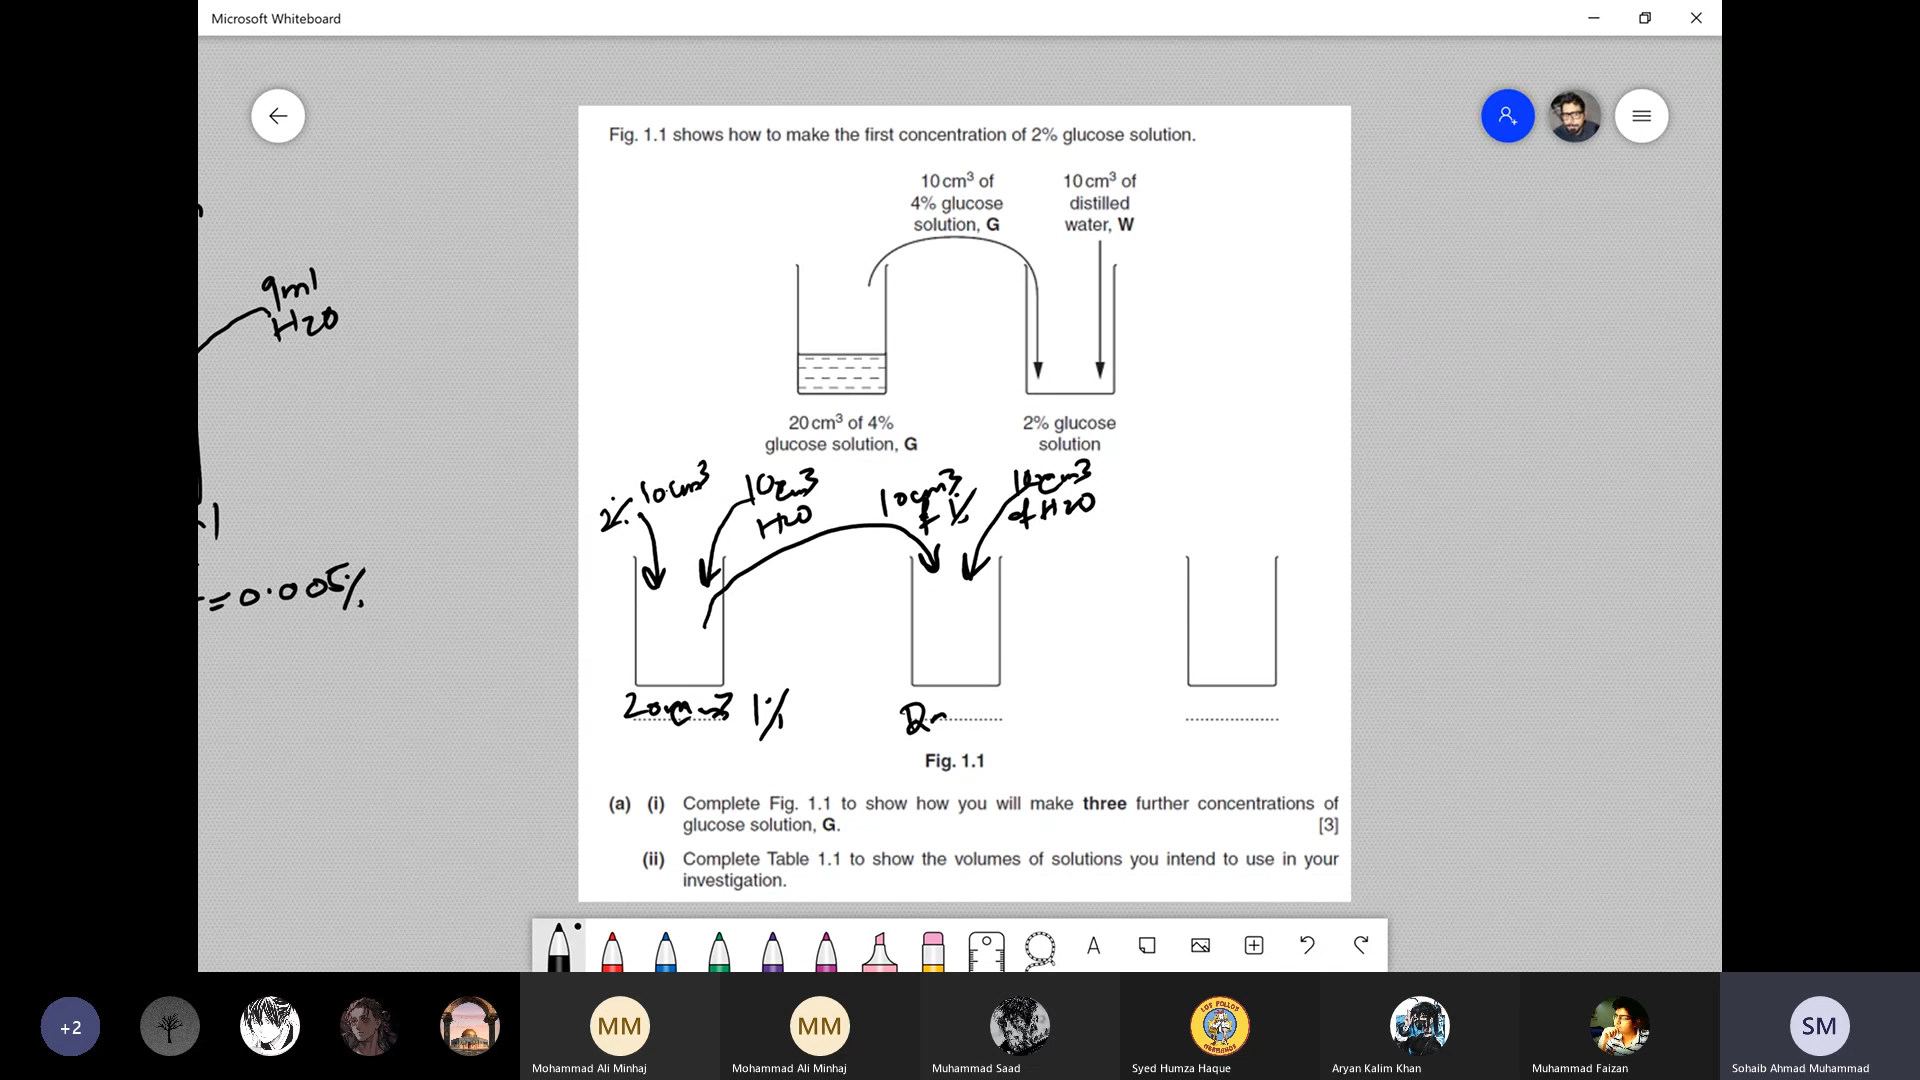 Microsoft Whiteboard
Fig. 1.1 shows how to make the first concentration of 2% glucose solution.
10 cm³ of
4% glucose
solution, G
10 cm³ of
distilled
water, W
20 cm³ of 4%
glucose solution, G
2% glucose
solution
9ml
H2O
= 0.005%
2% 10cm3
10cm3
H2O
10cm3
of 1%
10cm3
of H2O
20cm3 1%
Fig. 1.1
(a) (i) Complete Fig. 1.1 to show how you will make three further concentrations of
glucose solution, G. [3]
(ii) Complete Table 1.1 to show the volumes of solutions you intend to use in your
investigation.
A
+2
MM
MM
LOS POLLOS
HERMANOS
SM
Mohammad Ali Minhaj
Mohammad Ali Minhaj
Muhammad Saad
Syed Humza Haque
Aryan Kalim Khan
Muhammad Faizan
Sohaib Ahmad Muhammad